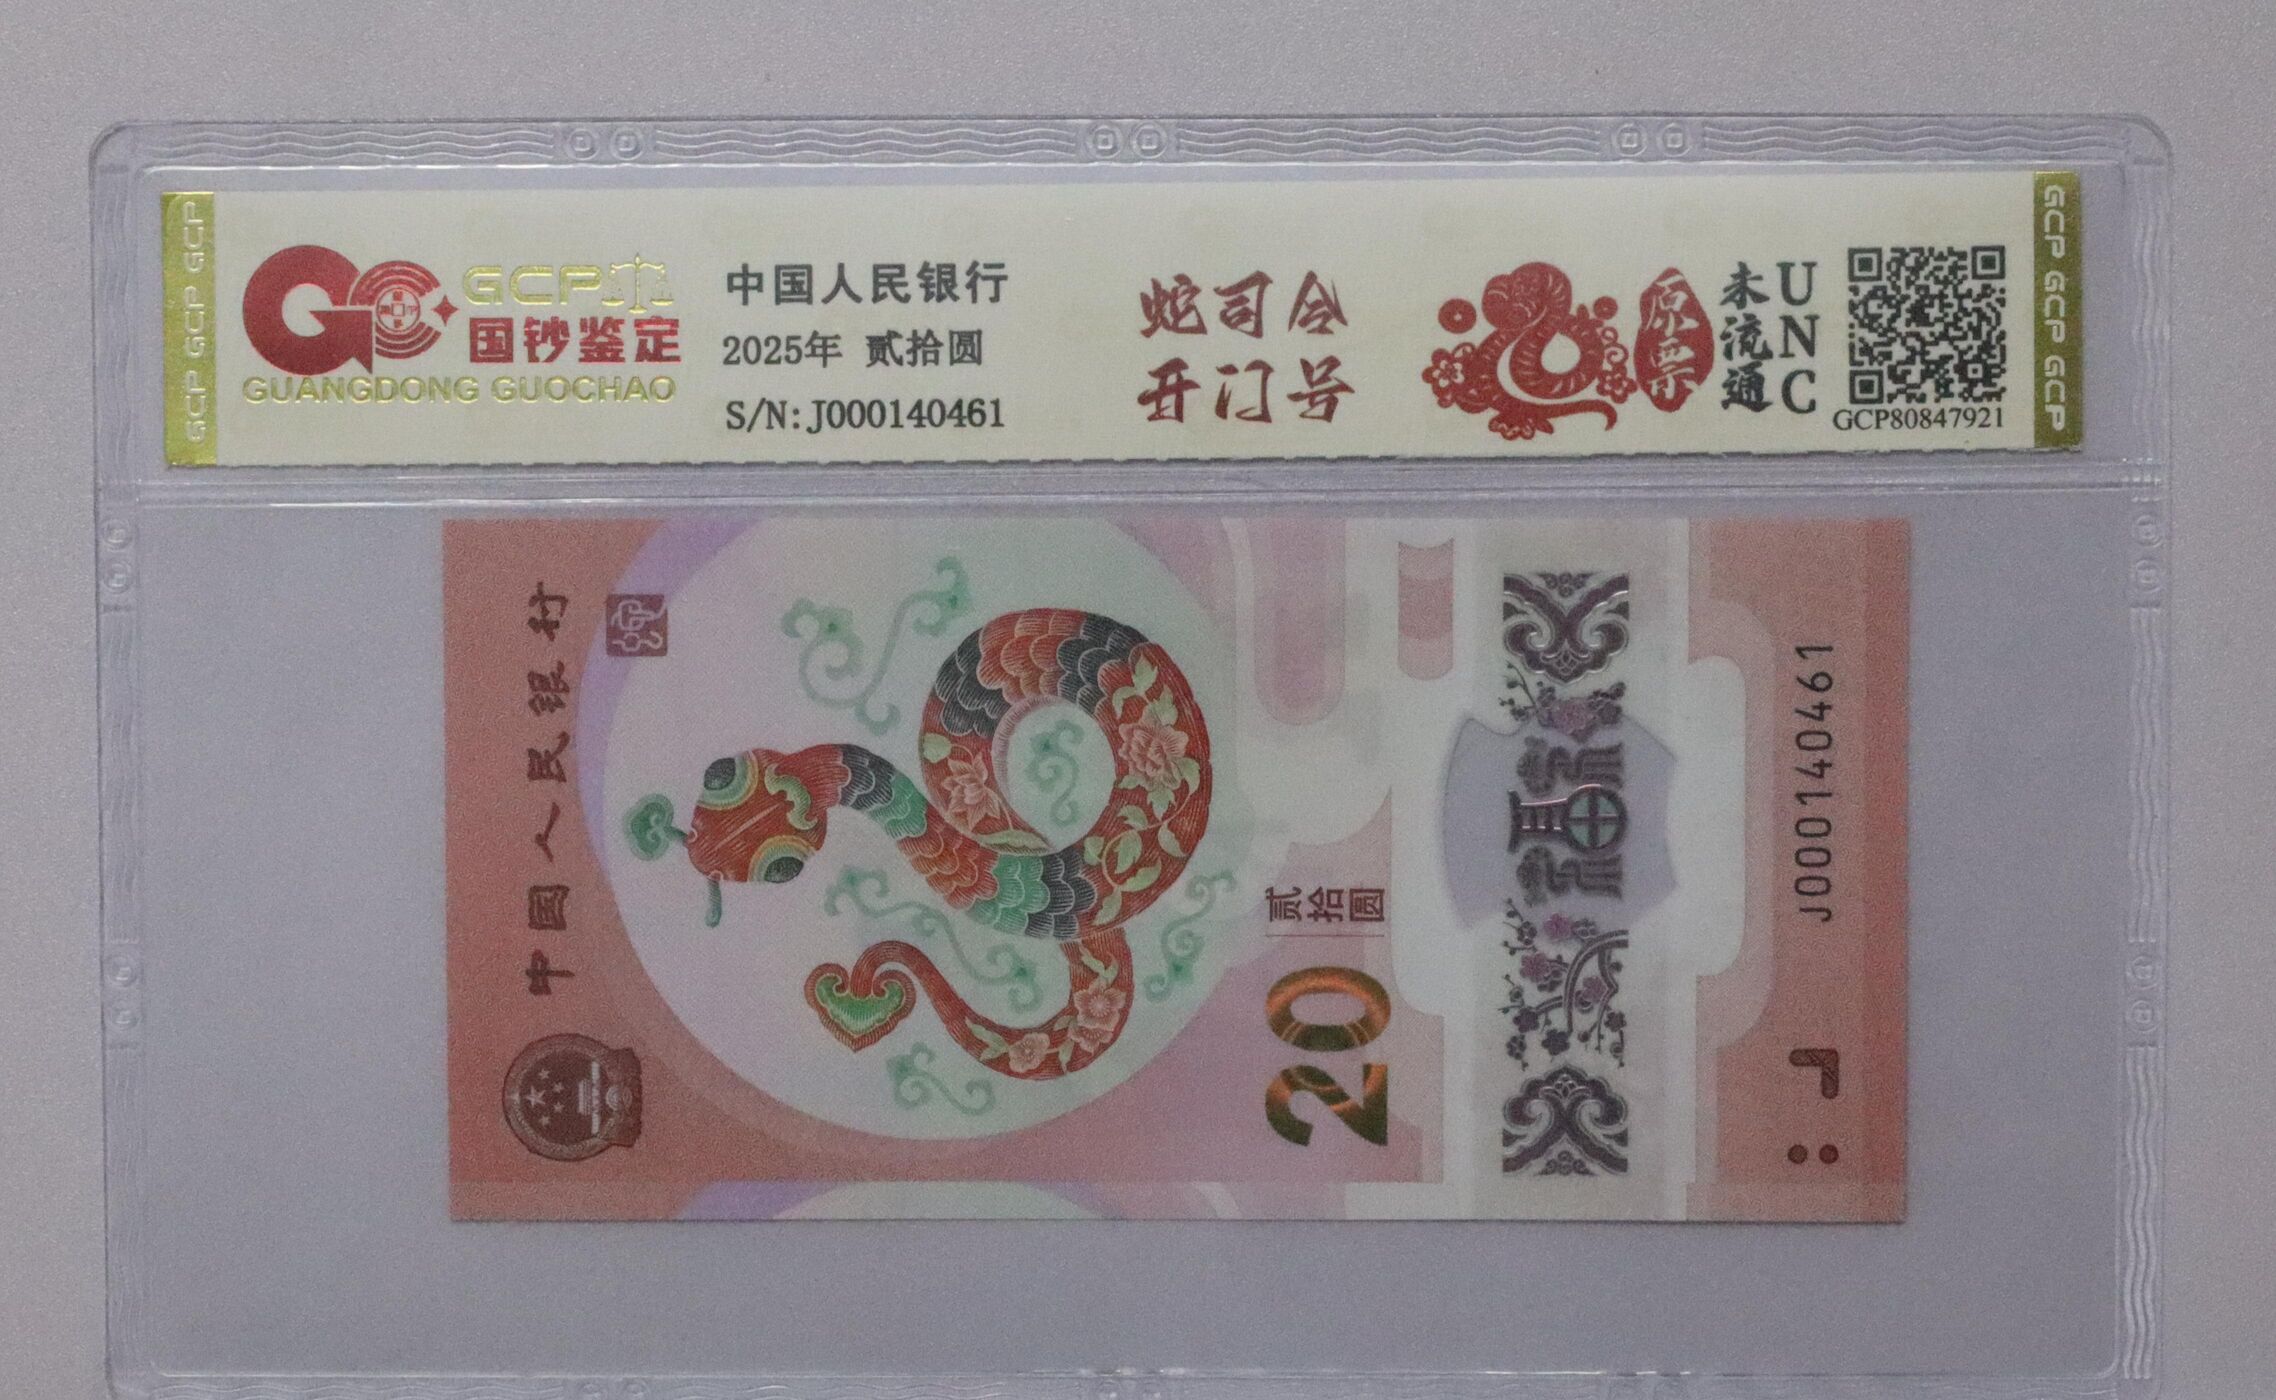 GCP GCP GCP
GCP
国钞鉴定
GUANGDONG GUOCHAO
中国人民银行
2025年 贰拾圆
S/N: J000140461
蛇司令
开门号
原票
未流通
UNC
GCP80847921
GCP GCP GCP
中国人民银行
贰拾圆
20
福
J000140461